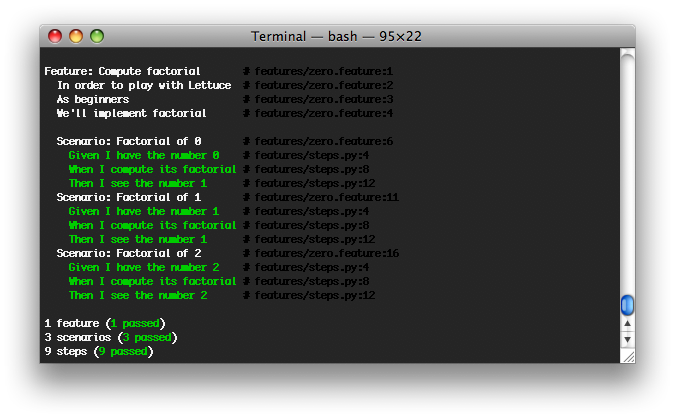 Terminal — bash — 95×22
Feature: Compute factorial # features/zero.feature:1
In order to play with Lettuce # features/zero.feature:2
As beginners # features/zero.feature:3
We'll implement factorial # features/zero.feature:4
Scenario: Factorial of 0 # features/zero.feature:6
Given I have the number 0 # features/steps.py:4
When I compute its factorial # features/steps.py:8
Then I see the number 1 # features/steps.py:12
Scenario: Factorial of 1 # features/zero.feature:11
Given I have the number 1 # features/steps.py:4
When I compute its factorial # features/steps.py:8
Then I see the number 1 # features/steps.py:12
Scenario: Factorial of 2 # features/zero.feature:16
Given I have the number 2 # features/steps.py:4
When I compute its factorial # features/steps.py:8
Then I see the number 2 # features/steps.py:12
1 feature (1 passed)
3 scenarios (3 passed)
9 steps (9 passed)